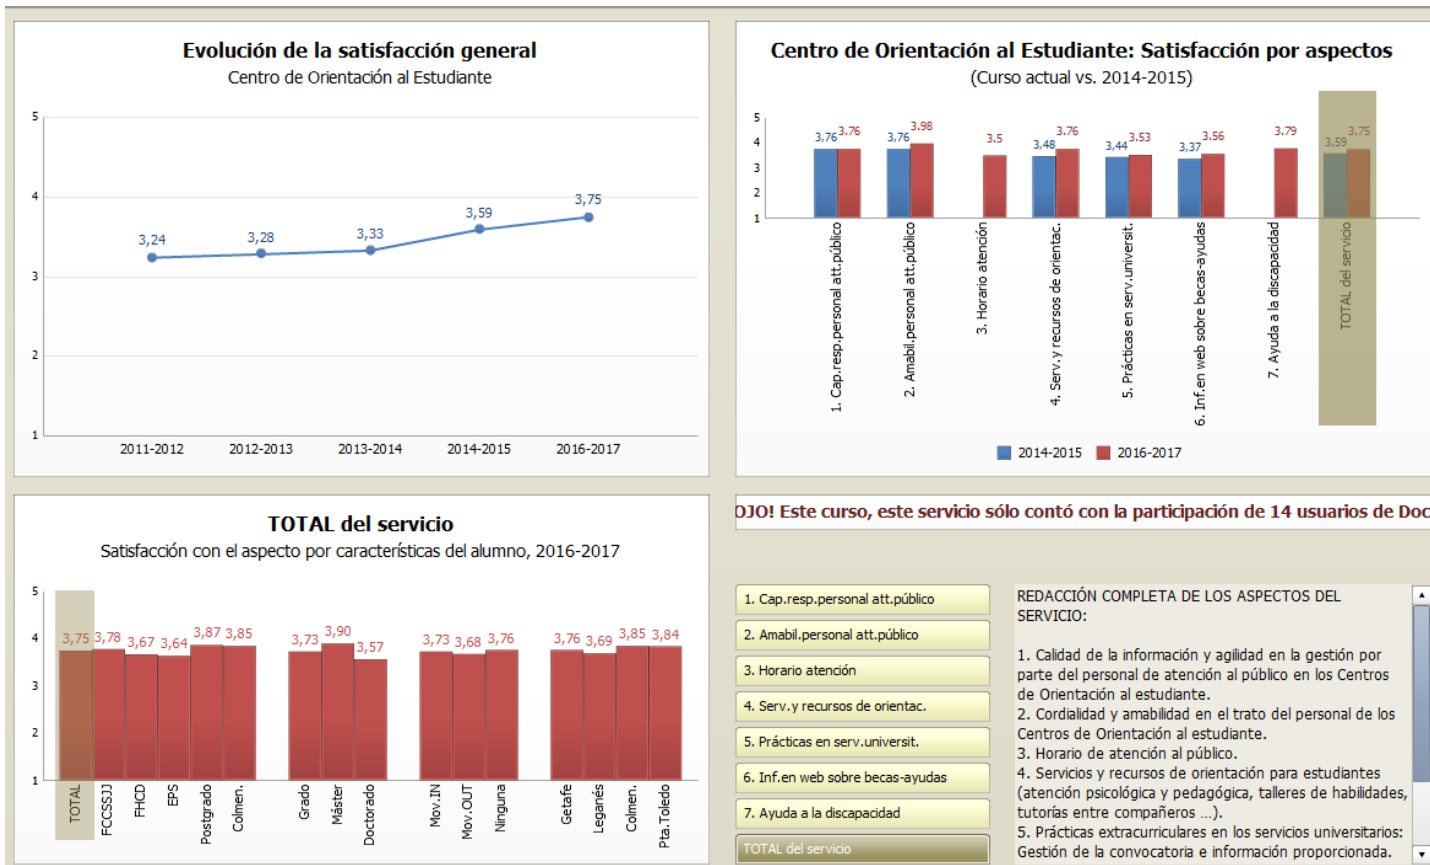 Evolución de la satisfacción general
Centro de Orientación al Estudiante
5
4
3
2
1
3,24
3,28
3,33
3,59
3,75
2011-2012
2012-2013
2013-2014
2014-2015
2016-2017
Centro de Orientación al Estudiante: Satisfacción por aspectos
(Curso actual vs. 2014-2015)
5
4
3
2
1
3,76 3.76
3,76 3.98
3.5
3,48 3.76
3,44 3.53
3,37 3.56
3.79
3,59 3.75
1. Cap.resp.personal att.público
2. Amabil.personal att.público
3. Horario atención
4. Serv.y recursos de orientac.
5. Prácticas en serv.universit.
6. Inf.en web sobre becas-ayudas
7. Ayuda a la discapacidad
TOTAL del servicio
2014-2015
2016-2017
TOTAL del servicio
Satisfacción con el aspecto por características del alumno, 2016-2017
5
4
3
2
1
3,75 3,78 3,67 3,64 3,87 3,85
3,73 3,90 3,57
3,73 3,68 3,76
3,76 3,69 3,85 3,84
TOTAL
FCCSSJJ
FHCD
EPS
Postgrado
Colmen.
Grado
Máster
Doctorado
Mov.IN
Mov.OUT
Ninguna
Getafe
Leganés
Colmen.
Pta.Toledo
OJO! Este curso, este servicio sólo contó con la participación de 14 usuarios de Doc
1. Cap.resp.personal att.público
2. Amabil.personal att.público
3. Horario atención
4. Serv.y recursos de orientac.
5. Prácticas en serv.universit.
6. Inf.en web sobre becas-ayudas
7. Ayuda a la discapacidad
TOTAL del servicio
REDACCIÓN COMPLETA DE LOS ASPECTOS DEL
SERVICIO:
1. Calidad de la información y agilidad en la gestión por
parte del personal de atención al público en los Centros
de Orientación al estudiante.
2. Cordialidad y amabilidad en el trato del personal de los
Centros de Orientación al estudiante.
3. Horario de atención al público.
4. Servicios y recursos de orientación para estudiantes
(atención psicológica y pedagógica, talleres de habilidades,
tutorías entre compañeros ...).
5. Prácticas extracurriculares en los servicios universitarios:
Gestión de la convocatoria e información proporcionada.